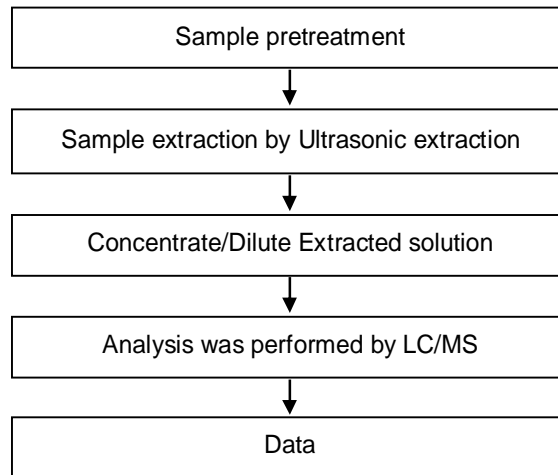 Sample pretreatment
Sample extraction by Ultrasonic extraction
Concentrate/Dilute Extracted solution
Analysis was performed by LC/MS
Data